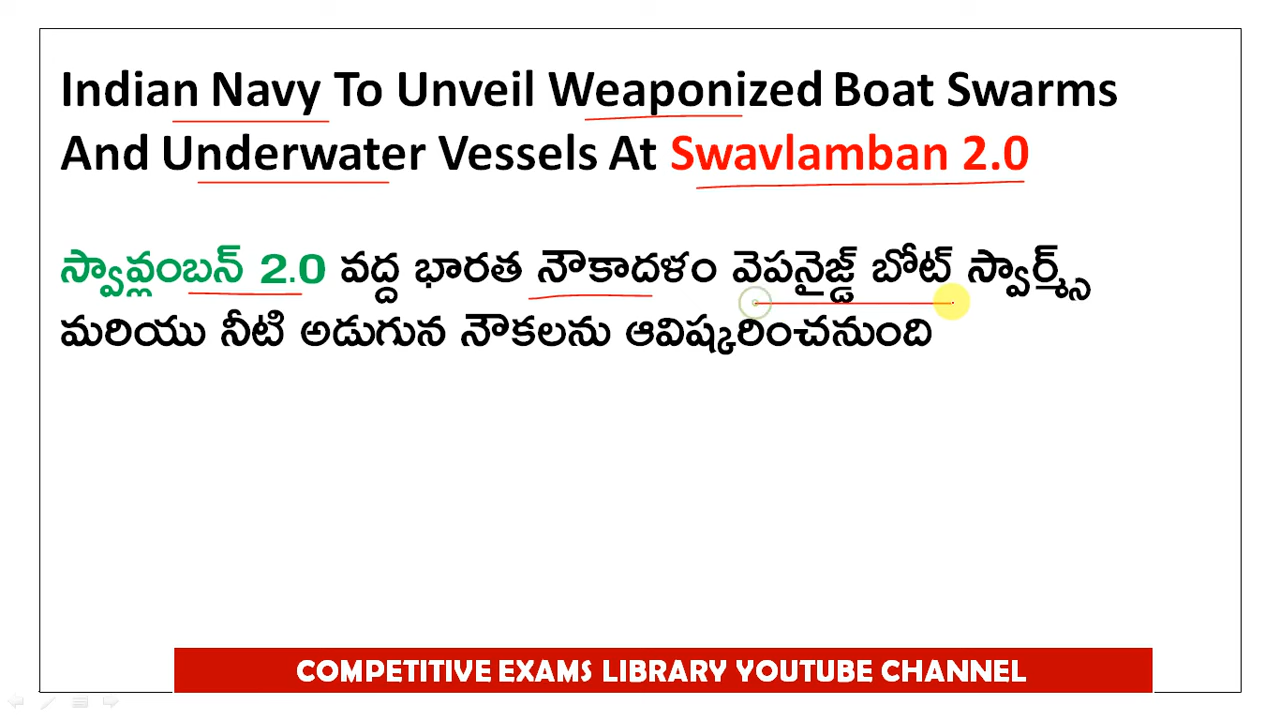 Indian Navy To Unveil Weaponized Boat Swarms
And Underwater Vessels At Swavlamban 2.0
స్వావ్లంబన్ 2.0 వద్ద భారత నౌకాదళం వెపనైజ్డ్ బోట్ స్వార్మ్స్
మరియు నీటి అడుగున నౌకలను ఆవిష్కరించనుంది
COMPETITIVE EXAMS LIBRARY YOUTUBE CHANNEL